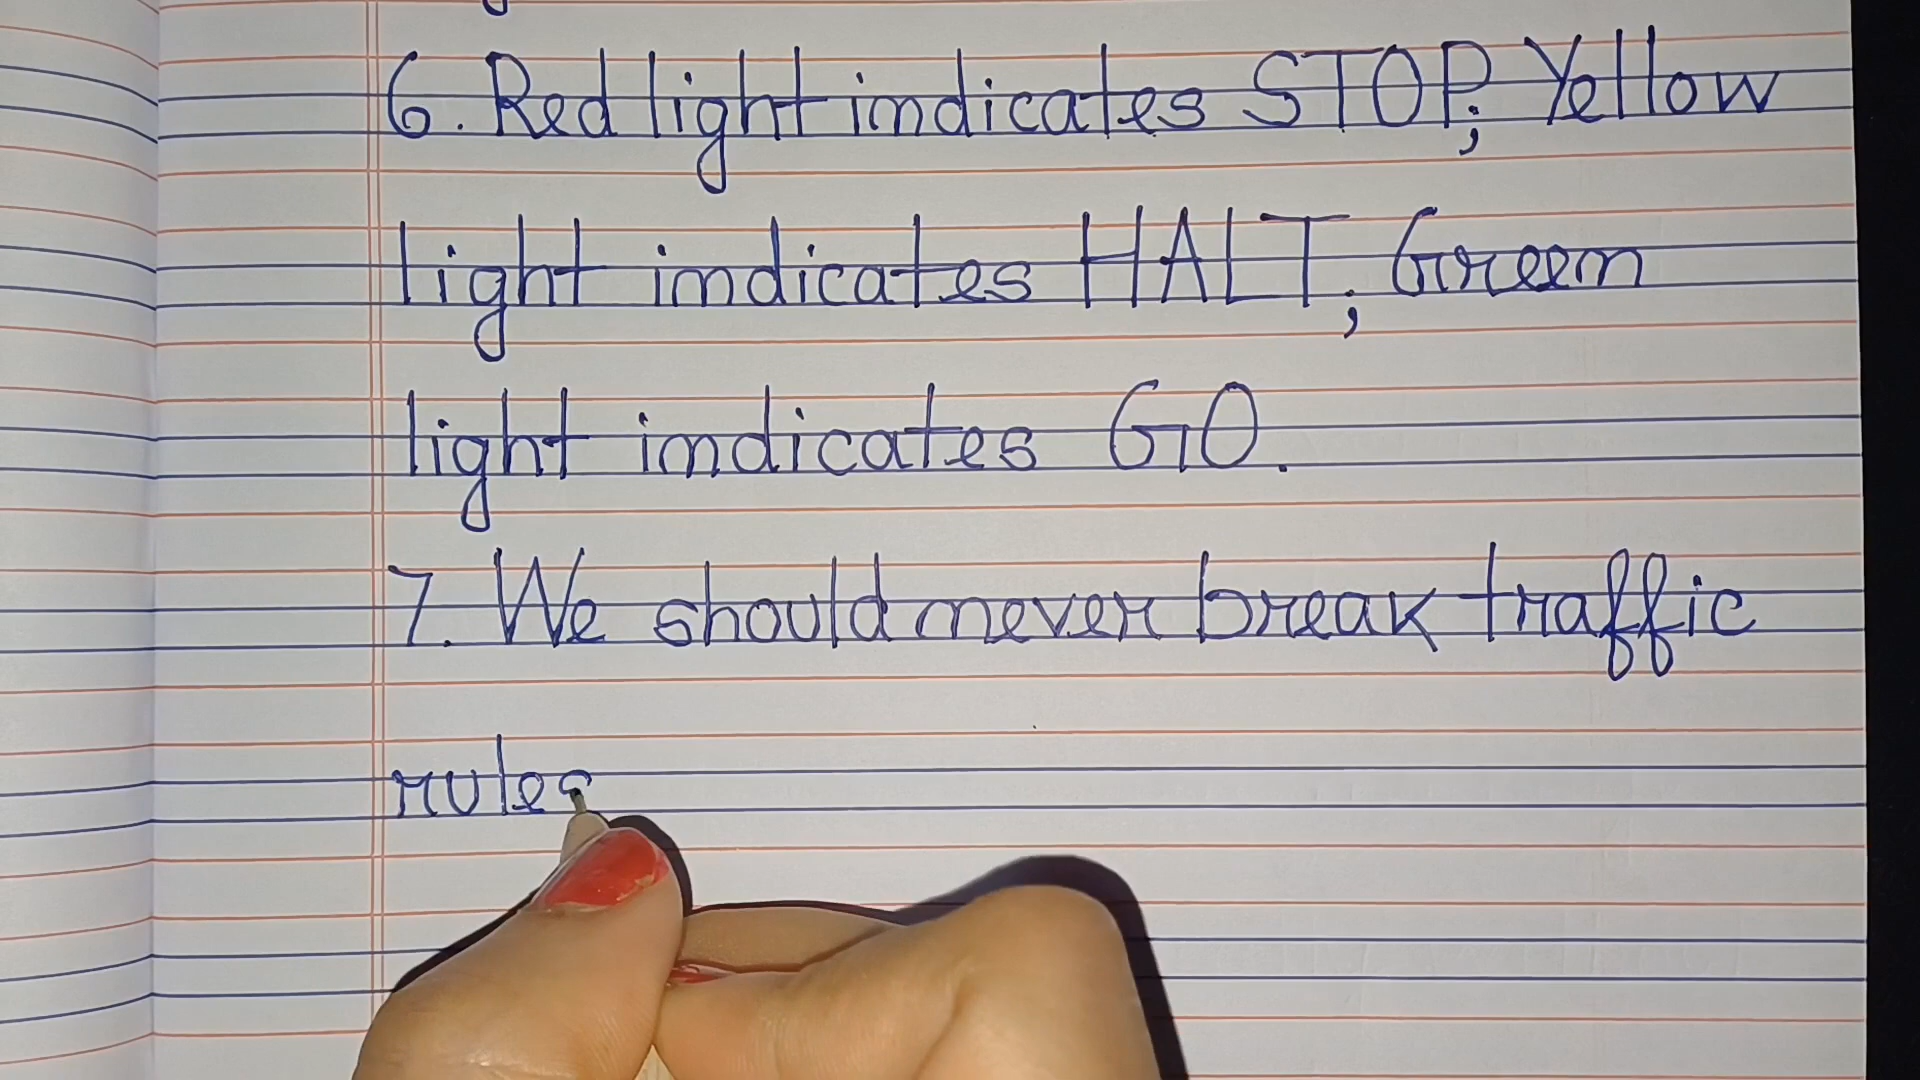 6. Red light indicates STOP; Yellow
light indicates HALT; Green
light indicates GO.
7. We should never break traffic
rules